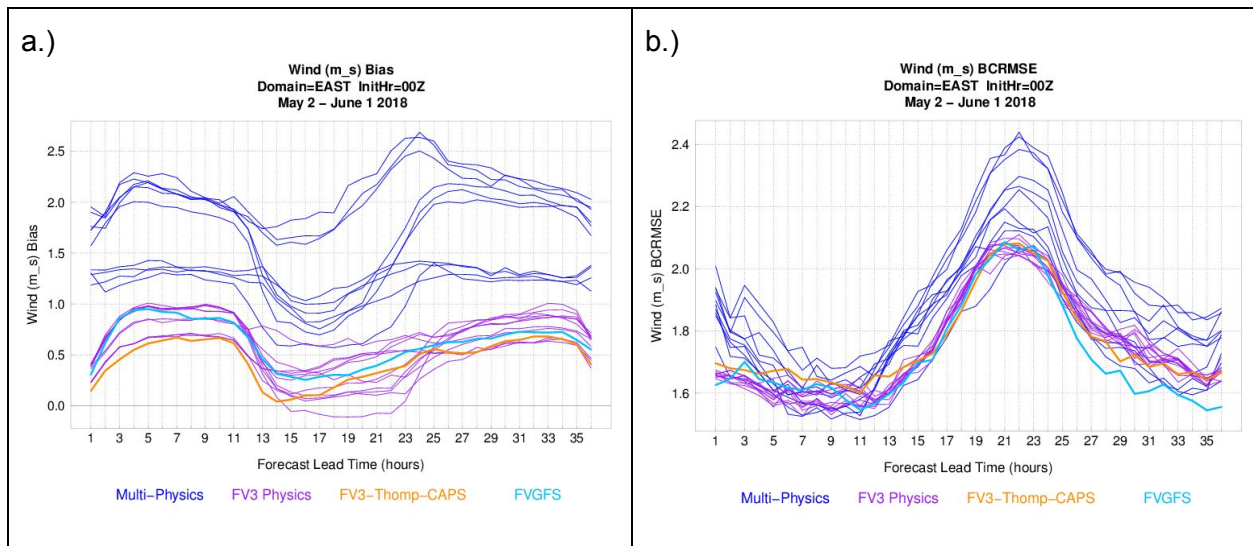 a.)
Wind (m_s) Bias
Domain=EAST InitHr=00Z
May 2 − June 1 2018
Wind (m_s) Bias
2.5
2.0
1.5
1.0
0.5
0.0
1 3 5 7 9 11 13 15 17 19 21 23 25 27 29 31 33 35
Forecast Lead Time (hours)
Multi−Physics FV3 Physics FV3−Thomp−CAPS FVGFS
b.)
Wind (m_s) BCRMSE
Domain=EAST InitHr=00Z
May 2 − June 1 2018
Wind (m_s) BCRMSE
2.4
2.2
2.0
1.8
1.6
1 3 5 7 9 11 13 15 17 19 21 23 25 27 29 31 33 35
Forecast Lead Time (hours)
Multi−Physics FV3 Physics FV3−Thomp−CAPS FVGFS